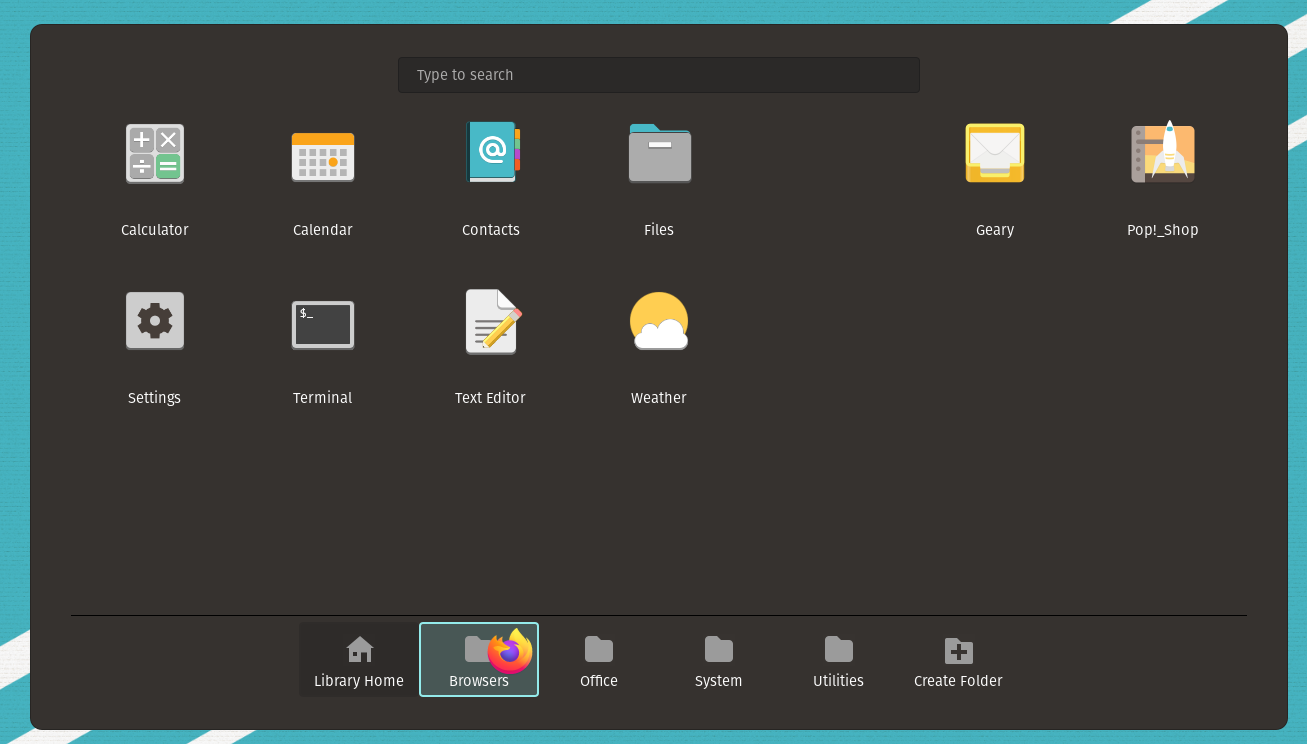 Type to search
Calculator
Calendar
Contacts
Files
Geary
Pop!_Shop
$_
Settings
Terminal
Text Editor
Weather
Library Home
Browsers
Office
System
Utilities
Create Folder